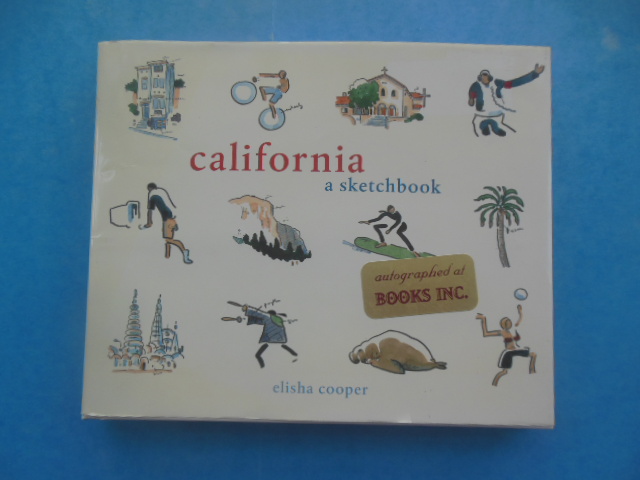 california
a sketchbook
autographed at
BOOKS INC.
elisha cooper